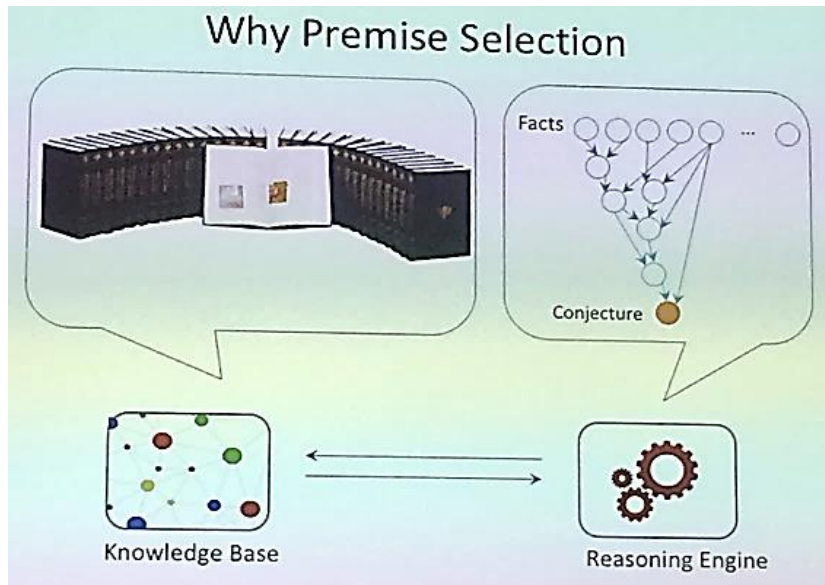 Why Premise Selection
Facts
...
Conjecture
Knowledge Base
Reasoning Engine